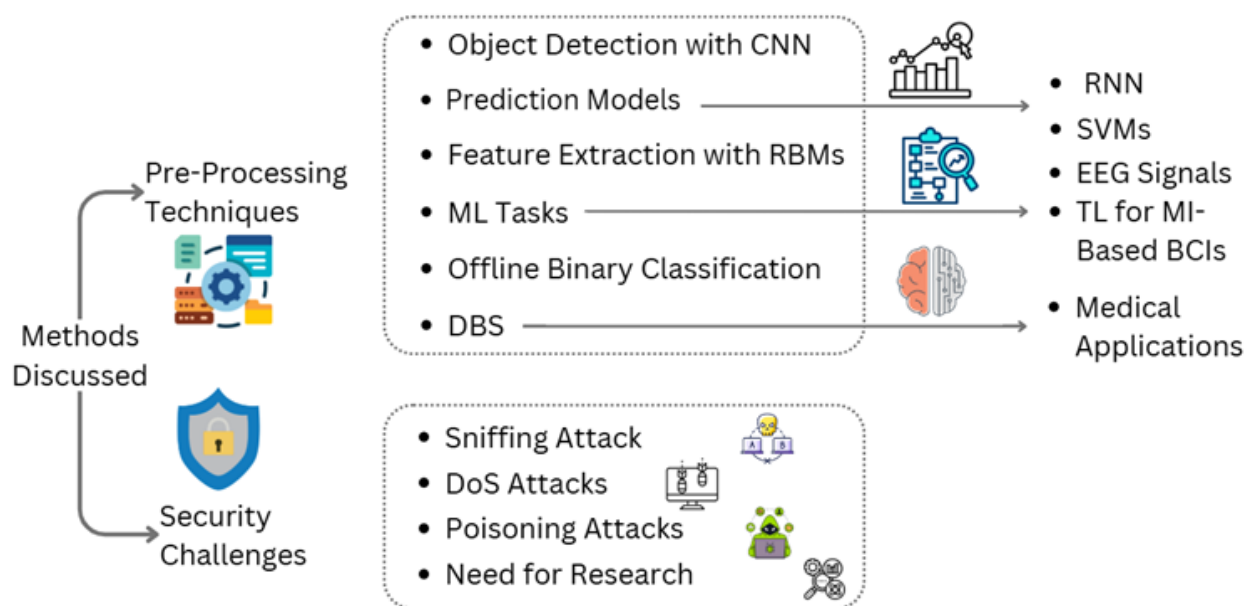 Methods
Discussed
Pre-Processing
Techniques
• Object Detection with CNN
• Prediction Models
• Feature Extraction with RBMs
• ML Tasks
• Offline Binary Classification
• DBS
• RNN
• SVMs
• EEG Signals
• TL for MI-
Based BCIs
• Medical
Applications
Security
Challenges
• Sniffing Attack
• DoS Attacks
• Poisoning Attacks
• Need for Research
A B